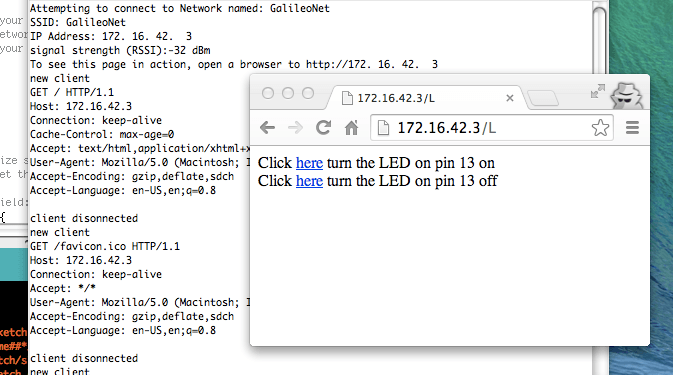 Attempting to connect to Network named: GalileoNet
SSID: GalileoNet
IP Address: 172. 16. 42.  3
signal strength (RSSI):-32 dBm
To see this page in action, open a browser to http://172. 16. 42.  3
new client
GET / HTTP/1.1
Host: 172.16.42.3
Connection: keep-alive
Cache-Control: max-age=0
Accept: text/html,application/xhtml+x
User-Agent: Mozilla/5.0 (Macintosh; I
Accept-Encoding: gzip,deflate,sdch
Accept-Language: en-US,en;q=0.8
client disonnected
new client
GET /favicon.ico HTTP/1.1
Host: 172.16.42.3
Connection: keep-alive
Accept: */*
User-Agent: Mozilla/5.0 (Macintosh; I
Accept-Encoding: gzip,deflate,sdch
Accept-Language: en-US,en;q=0.8
client disonnected
new client
172.16.42.3/L
172.16.42.3/L
Click here turn the LED on pin 13 on
Click here turn the LED on pin 13 off
your
your
ize s
et th
ield:
{
ketch
me##*
tch/s